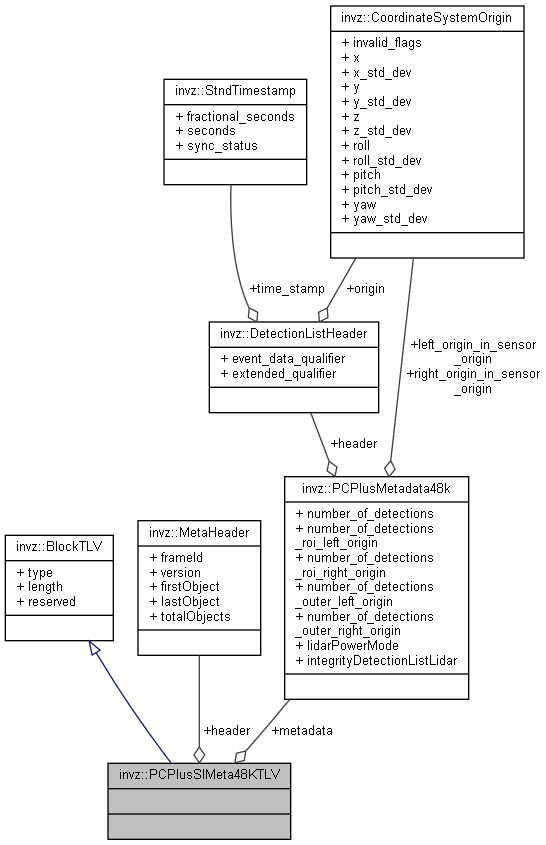 invz::CoordinateSystemOrigin
+ invalid_flags
+ x
+ x_std_dev
+ y
+ y_std_dev
+ z
+ z_std_dev
+ roll
+ roll_std_dev
+ pitch
+ pitch_std_dev
+ yaw
+ yaw_std_dev
invz::StndTimestamp
+ fractional_seconds
+ seconds
+ sync_status
+time_stamp
+origin
invz::DetectionListHeader
+ event_data_qualifier
+ extended_qualifier
+left_origin_in_sensor
_origin
+right_origin_in_sensor
_origin
+header
invz::PCPlusMetadata48k
+ number_of_detections
+ number_of_detections
_roi_left_origin
+ number_of_detections
_roi_right_origin
+ number_of_detections
_outer_left_origin
+ number_of_detections
_outer_right_origin
+ lidarPowerMode
+ integrityDetectionListLidar
invz::BlockTLV
+ type
+ length
+ reserved
invz::MetaHeader
+ frameId
+ version
+ firstObject
+ lastObject
+ totalObjects
+header
+metadata
invz::PCPlusSIMeta48KTLV